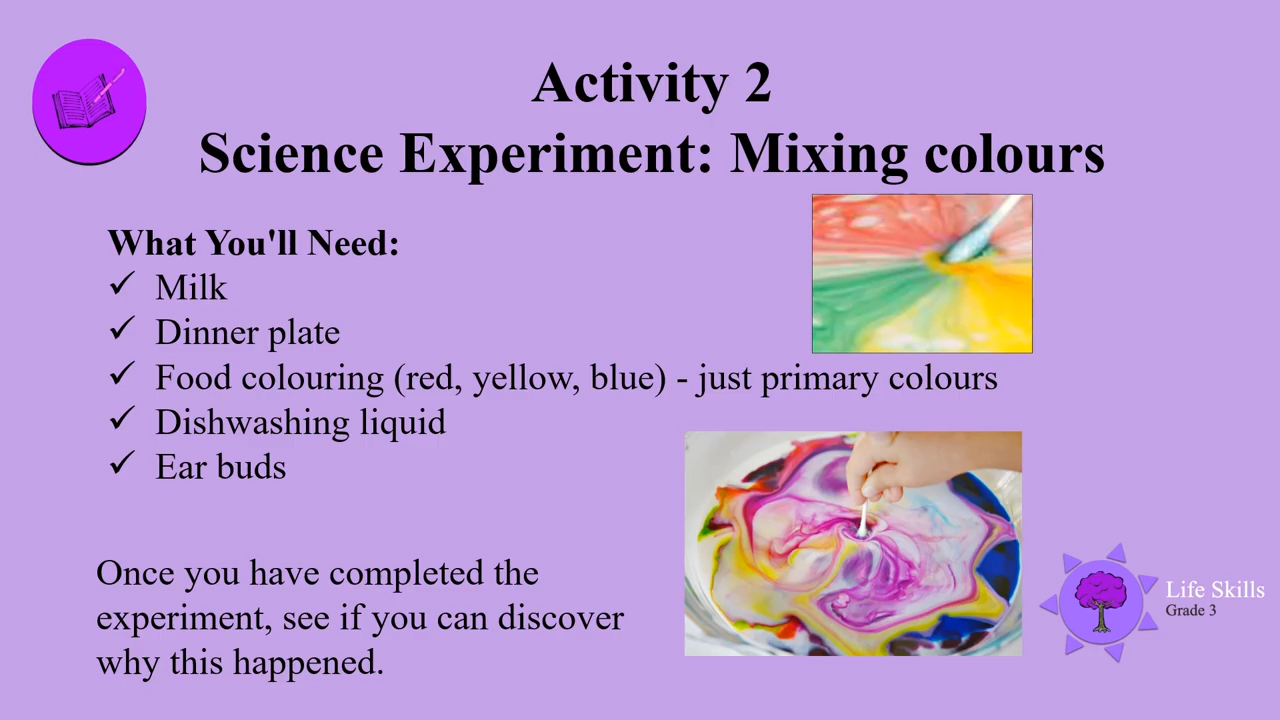 Activity 2
Science Experiment: Mixing colours
What You'll Need:
✓ Milk
✓ Dinner plate
✓ Food colouring (red, yellow, blue) - just primary colours
✓ Dishwashing liquid
✓ Ear buds
Once you have completed the
experiment, see if you can discover
why this happened.
Life Skills
Grade 3